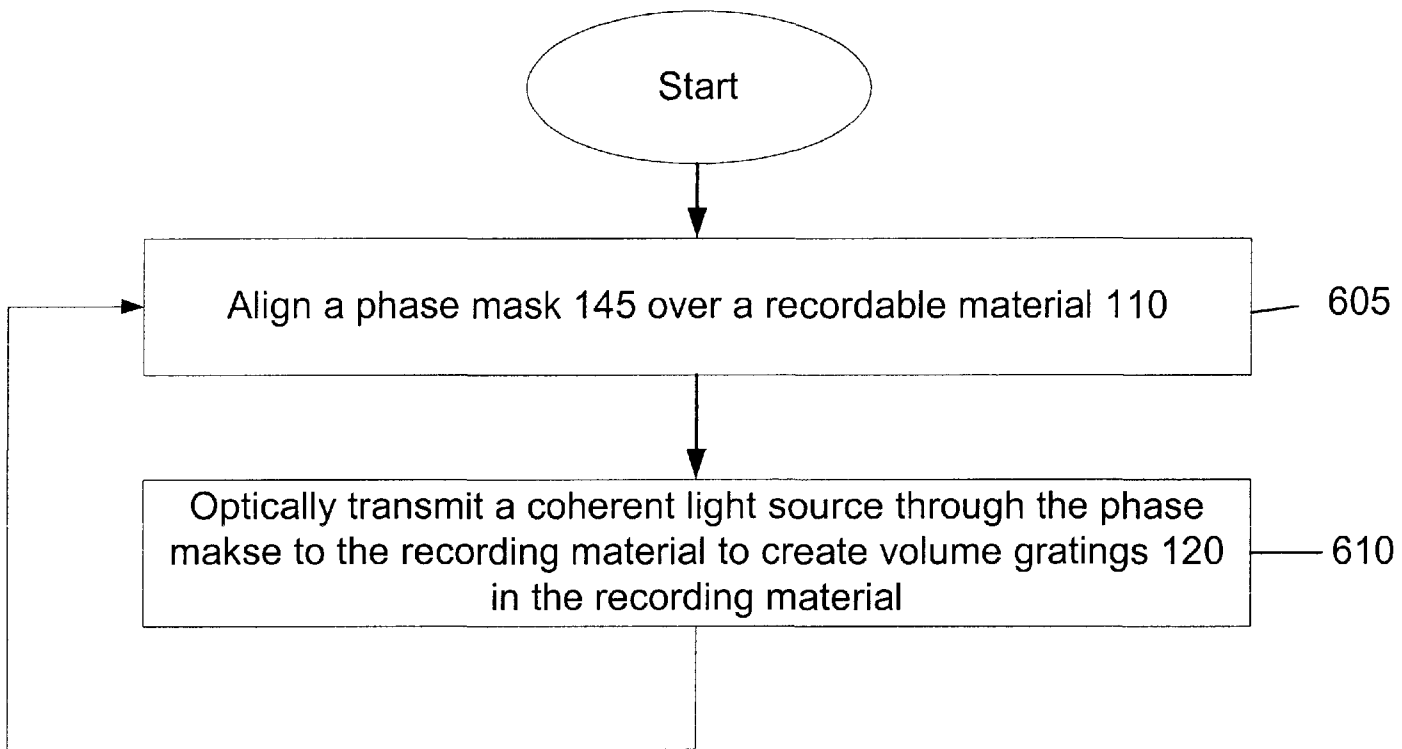 Start
Align a phase mask 145 over a recordable material 110
605
Optically transmit a coherent light source through the phase
makse to the recording material to create volume gratings 120
in the recording material
610